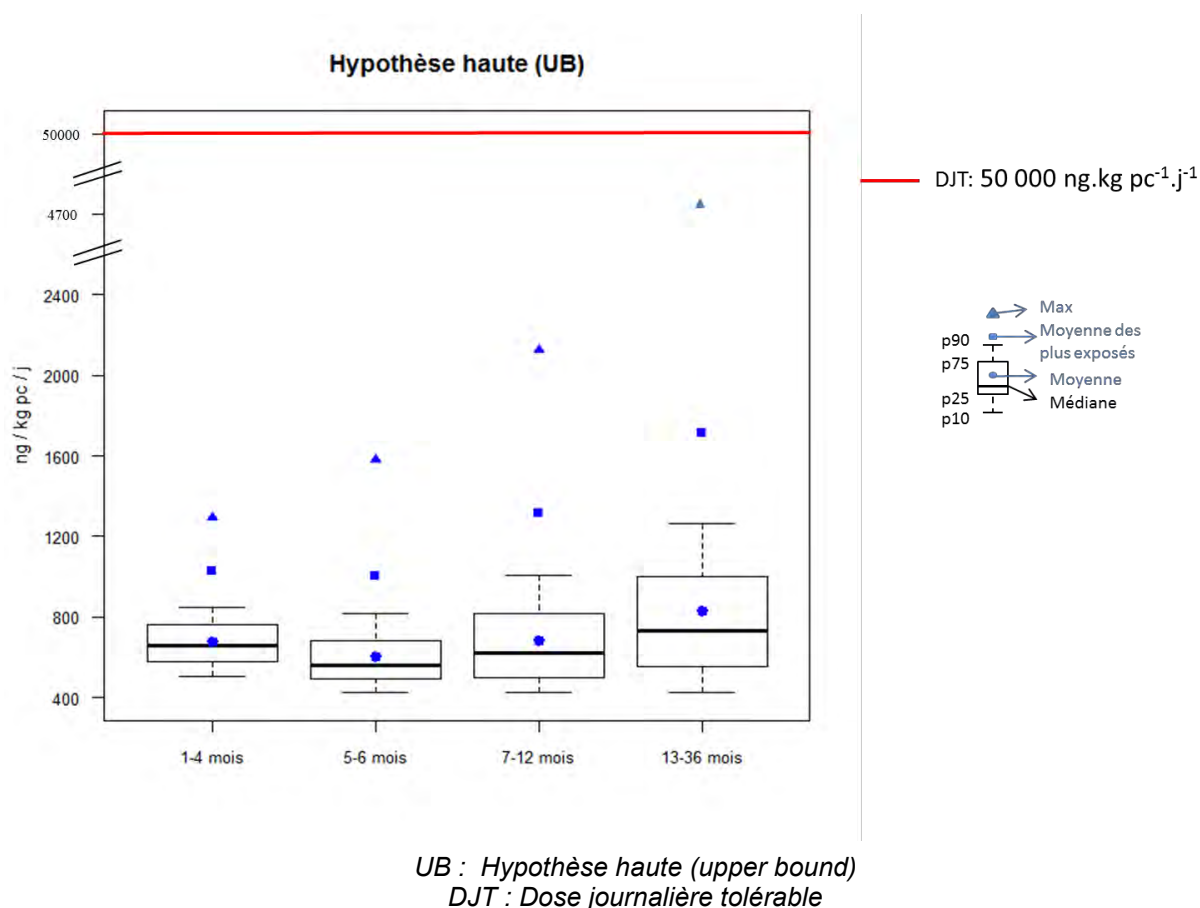 Hypothèse haute (UB)
50000
4700
2400
2000
1600
1200
800
400
ng / kg pc / j
1-4 mois
5-6 mois
7-12 mois
13-36 mois
DJT: 50 000 ng.kg pc⁻¹.j⁻¹
Max
p90
Moyenne des
plus exposés
p75
Moyenne
p25
Médiane
p10
UB : Hypothèse haute (upper bound)
DJT : Dose journalière tolérable